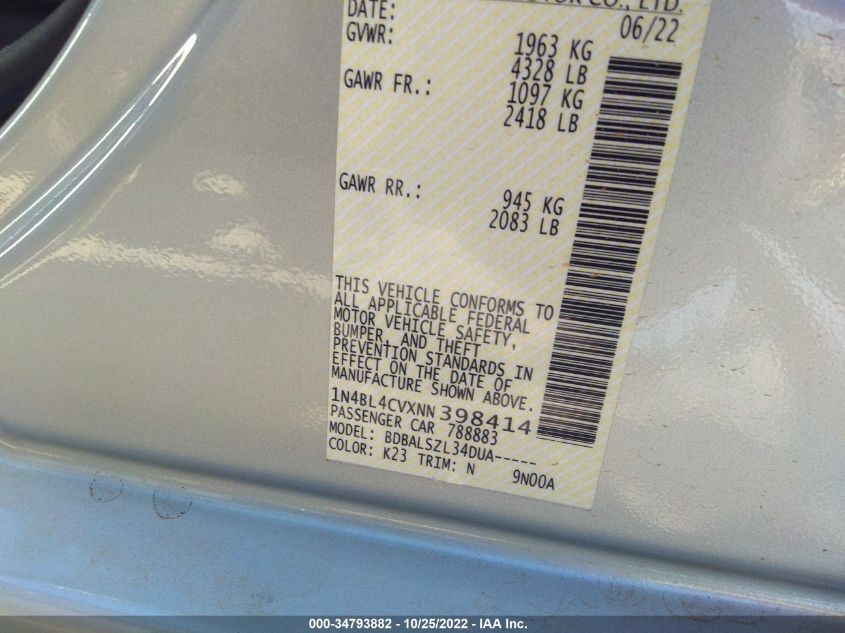 MOTOR CO., LTD.
DATE: 06/22
GVWR: 1963 KG
4328 LB
GAWR FR.: 1097 KG
2418 LB
GAWR RR.: 945 KG
2083 LB
THIS VEHICLE CONFORMS TO
ALL APPLICABLE FEDERAL
MOTOR VEHICLE SAFETY,
BUMPER, AND THEFT
PREVENTION STANDARDS IN
EFFECT ON THE DATE OF
MANUFACTURE SHOWN ABOVE.
1N4BL4CVXNN398414
PASSENGER CAR 788883
MODEL: BDBALSZL34DUA-----
COLOR: K23 TRIM: N 9N00A
000-34793882 - 10/25/2022 - IAA Inc.